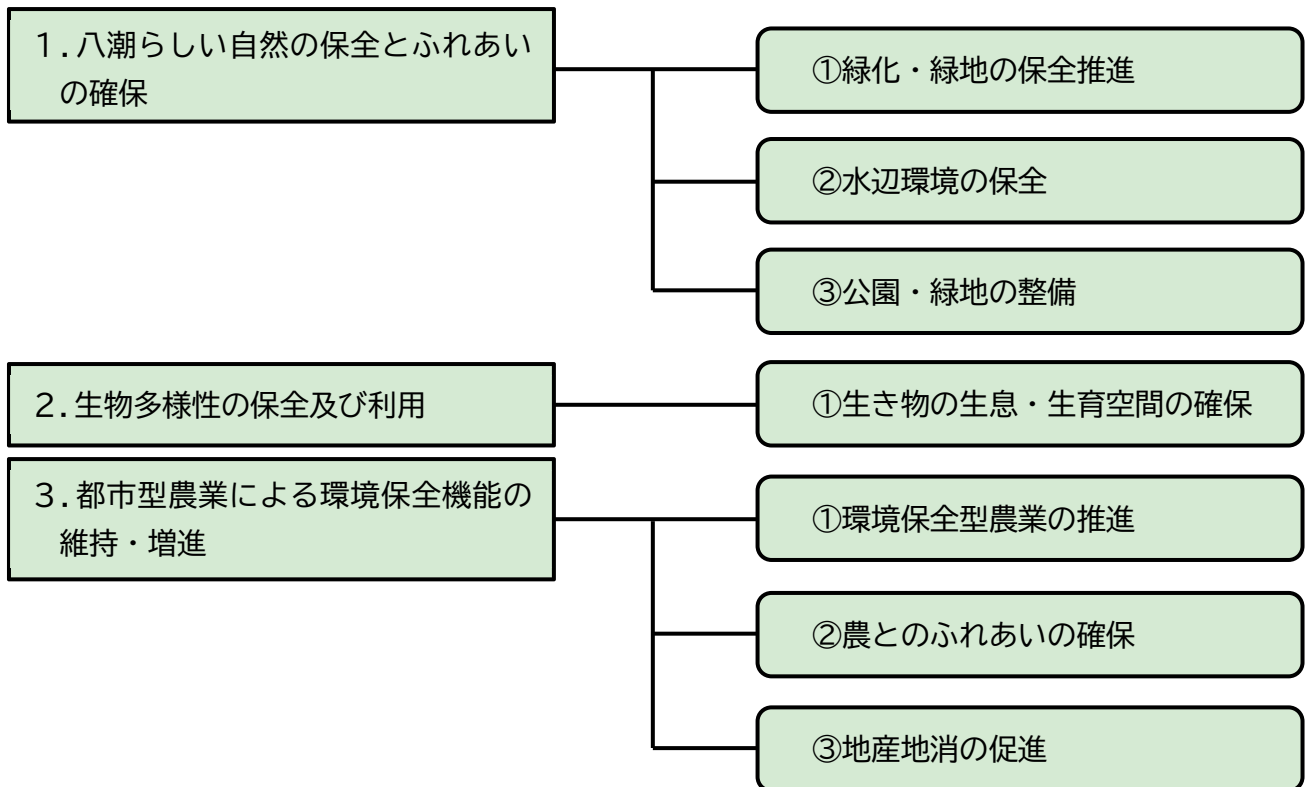 １．八潮らしい自然の保全とふれあい
の確保
①緑化・緑地の保全推進
②水辺環境の保全
③公園・緑地の整備
２．生物多様性の保全及び利用
①生き物の生息・生育空間の確保
３．都市型農業による環境保全機能の
維持・増進
①環境保全型農業の推進
②農とのふれあいの確保
③地産地消の促進